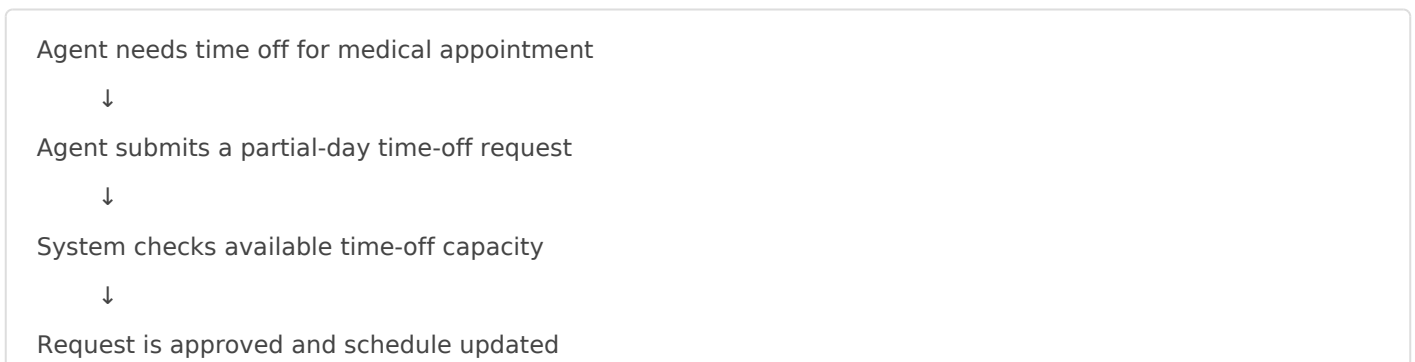 Agent needs time off for medical appointment
↓
Agent submits a partial-day time-off request
↓
System checks available time-off capacity
↓
Request is approved and schedule updated